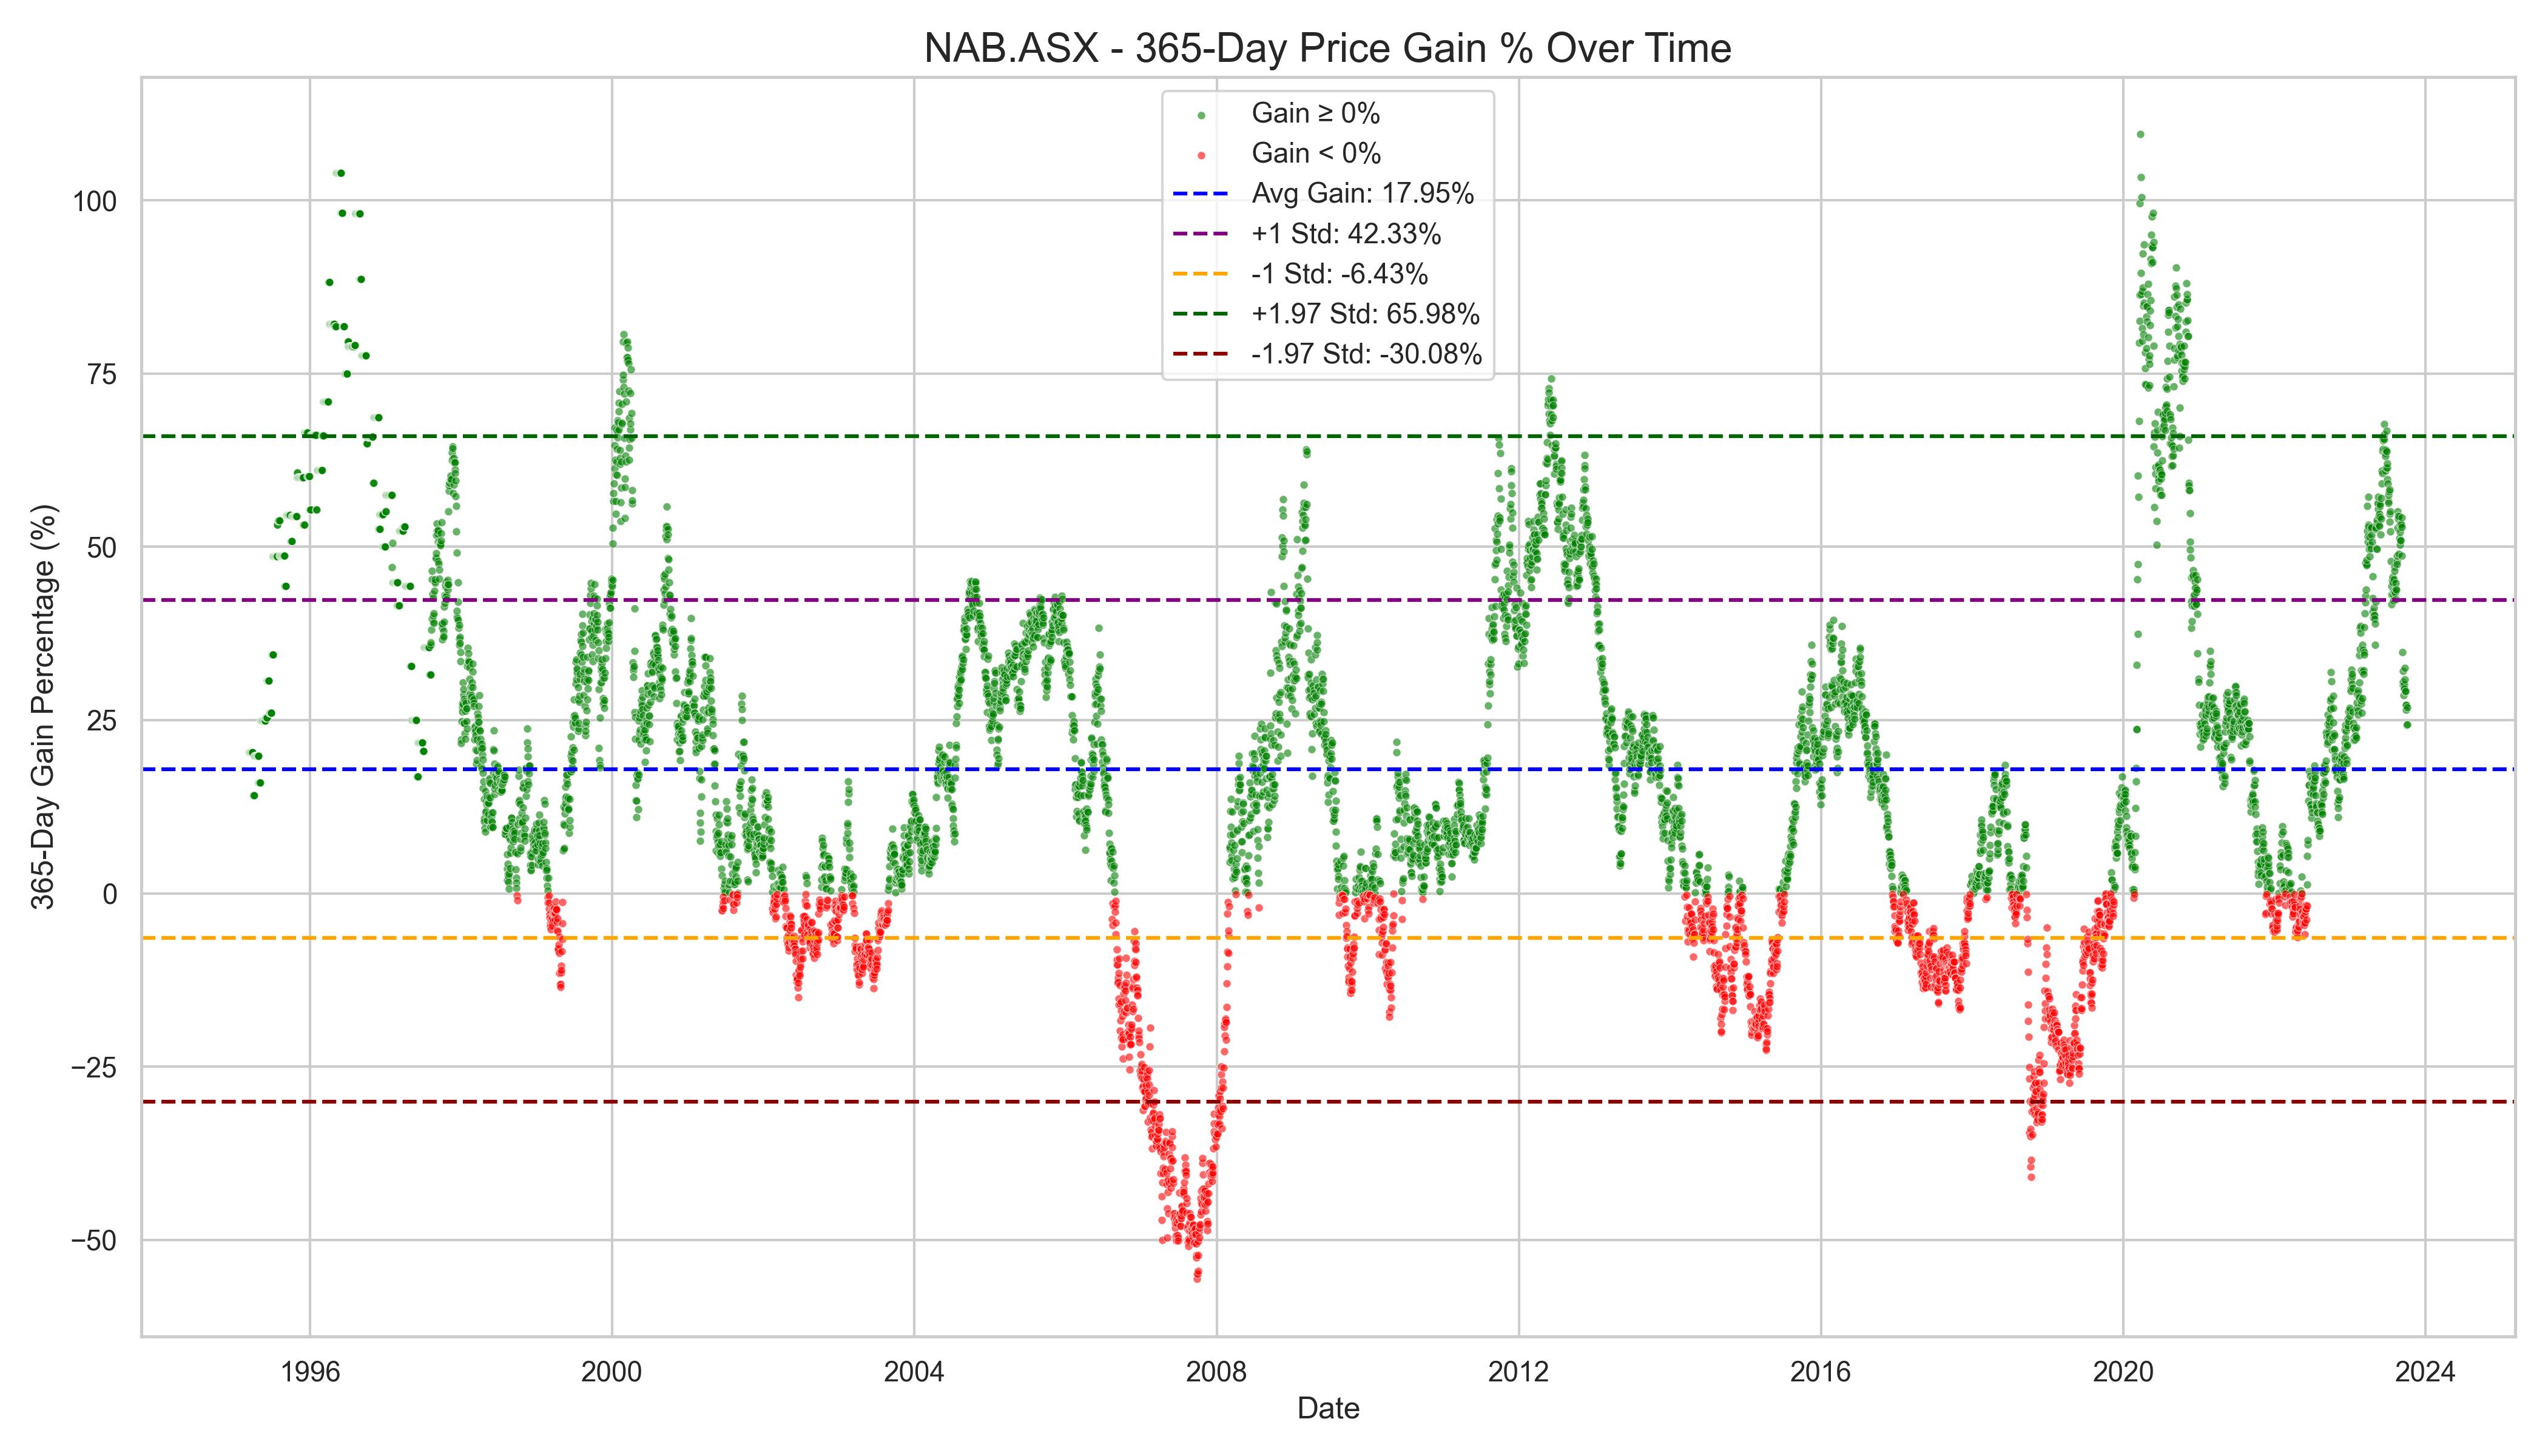 NAB.ASX - 365-Day Price Gain % Over Time
Gain ≥ 0%
Gain < 0%
Avg Gain: 17.95%
+1 Std: 42.33%
-1 Std: -6.43%
+1.97 Std: 65.98%
-1.97 Std: -30.08%
365-Day Gain Percentage (%)
100
75
50
25
0
−25
−50
1996
2000
2004
2008
2012
2016
2020
2024
Date